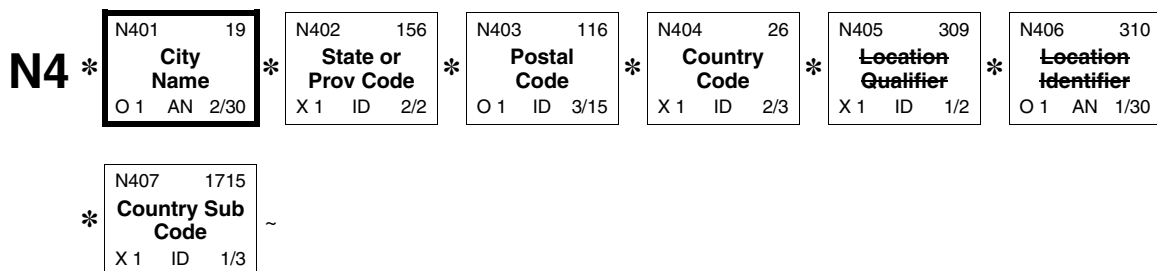 N401 19 N402 156 N403 116 N404 26 N405 309 N406 310
N4 * City Name * State or Prov Code * Postal Code * Country Code * Location Qualifier * Location Identifier
O 1 AN 2/30 X 1 ID 2/2 O 1 ID 3/15 X 1 ID 2/3 X 1 ID 1/2 O 1 AN 1/30
N407 1715
* Country Sub Code ~
X 1 ID 1/3